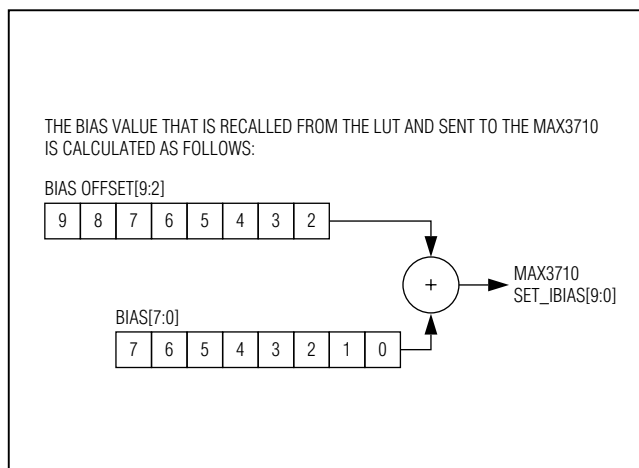 THE BIAS VALUE THAT IS RECALLED FROM THE LUT AND SENT TO THE MAX3710
IS CALCULATED AS FOLLOWS:
BIAS OFFSET[9:2]
9 8 7 6 5 4 3 2
+
MAX3710
SET_IBIAS[9:0]
BIAS[7:0]
7 6 5 4 3 2 1 0